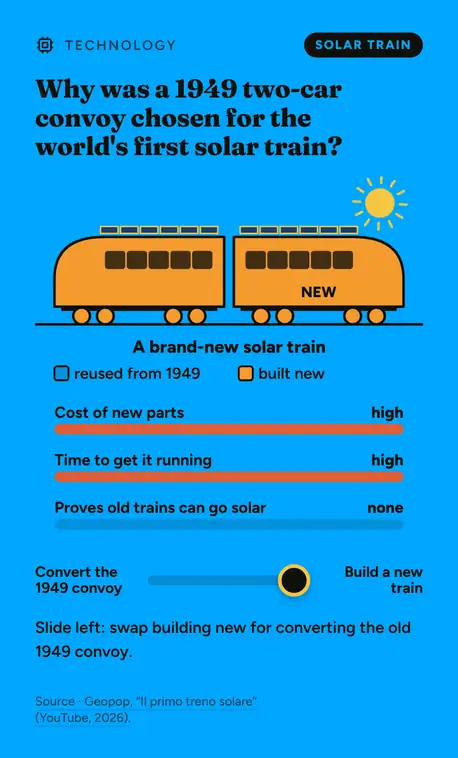 TECHNOLOGY
SOLAR TRAIN
Why was a 1949 two-car
convoy chosen for the
world's first solar train?
NEW
A brand-new solar train
reused from 1949
built new
Cost of new parts
high
Time to get it running
high
Proves old trains can go solar
none
Convert the
1949 convoy
Build a new
train
Slide left: swap building new for converting the old
1949 convoy.
Source · Geopop, "Il primo treno solare"
(YouTube, 2026).